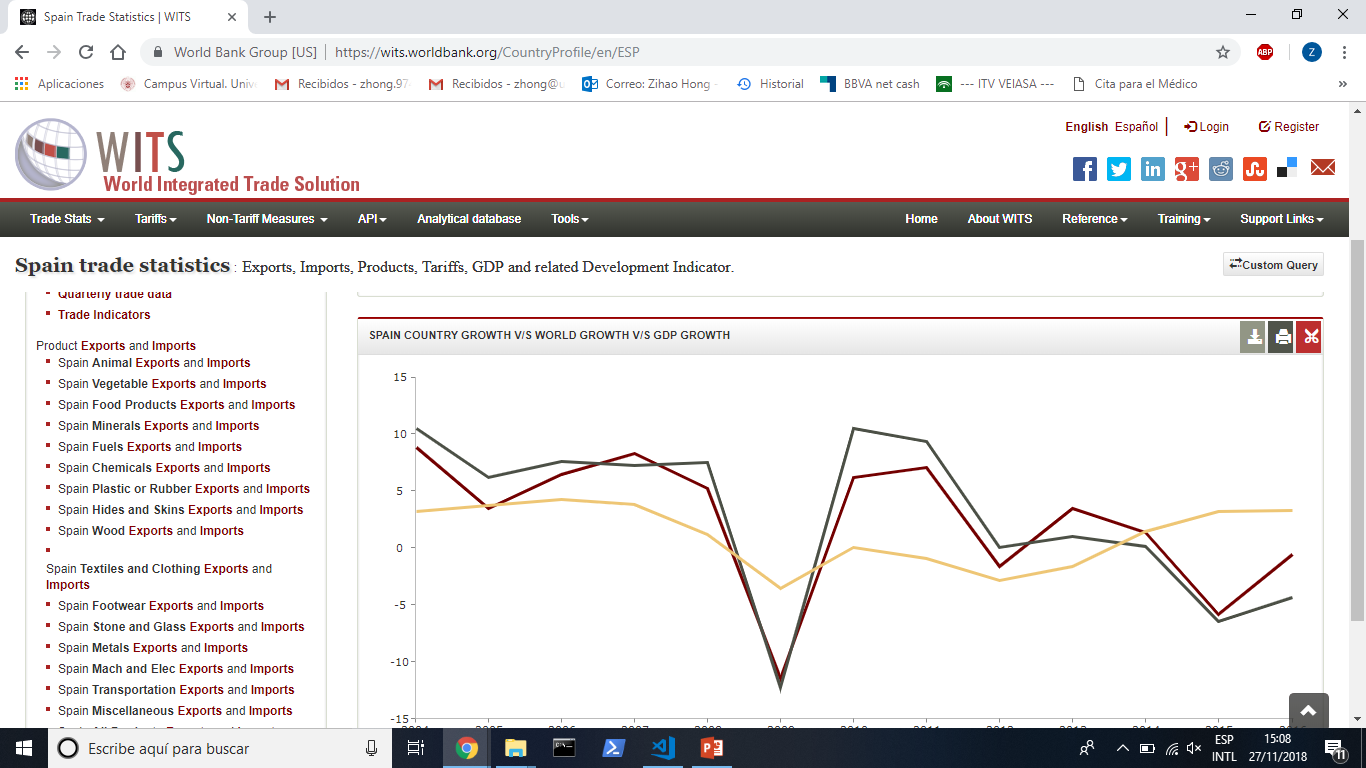 Spain Trade Statistics | WITS
World Bank Group [US] | https://wits.worldbank.org/CountryProfile/en/ESP
ABP
Z
Aplicaciones
Campus Virtual. Univ
Recibidos - zhong.97
Recibidos - zhong@u
Correo: Zihao Hong -
Historial
BBVA net cash
--- ITV VEIASA ---
Cita para el Médico
»
English Español
Login
Register
WITS
World Integrated Trade Solution
Trade Stats
Tariffs
Non-Tariff Measures
API
Analytical database
Tools
Home
About WITS
Reference
Training
Support Links
Spain trade statistics : Exports, Imports, Products, Tariffs, GDP and related Development Indicator.
Custom Query
Quarterly trade data
Trade Indicators
Product Exports and Imports
Spain Animal Exports and Imports
Spain Vegetable Exports and Imports
Spain Food Products Exports and Imports
Spain Minerals Exports and Imports
Spain Fuels Exports and Imports
Spain Chemicals Exports and Imports
Spain Plastic or Rubber Exports and Imports
Spain Hides and Skins Exports and Imports
Spain Wood Exports and Imports
Spain Textiles and Clothing Exports and
Imports
Spain Footwear Exports and Imports
Spain Stone and Glass Exports and Imports
Spain Metals Exports and Imports
Spain Mach and Elec Exports and Imports
Spain Transportation Exports and Imports
Spain Miscellaneous Exports and Imports
SPAIN COUNTRY GROWTH V/S WORLD GROWTH V/S GDP GROWTH
15
10
5
0
-5
-10
-15
Escribe aquí para buscar
ESP
INTL
15:08
27/11/2018
11